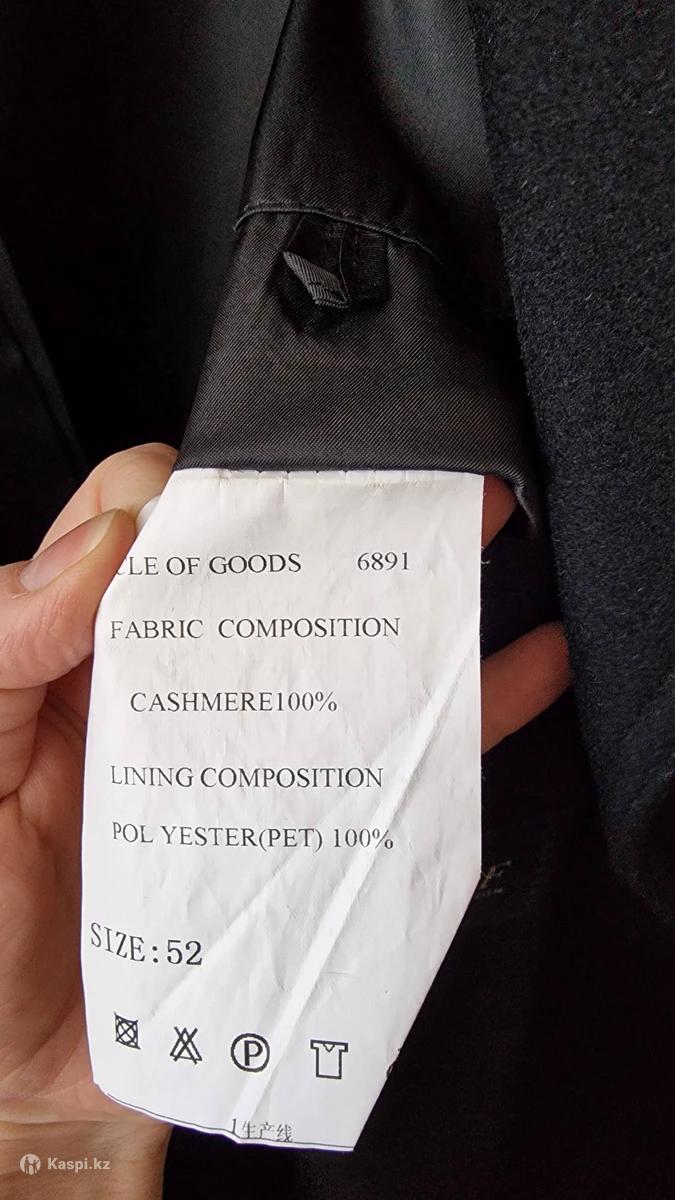 CLE OF GOODS 6891
FABRIC COMPOSITION
CASHMERE100%
LINING COMPOSITION
POL YESTER(PET) 100%
SIZE:52
P
1生产线
Kaspi.kz